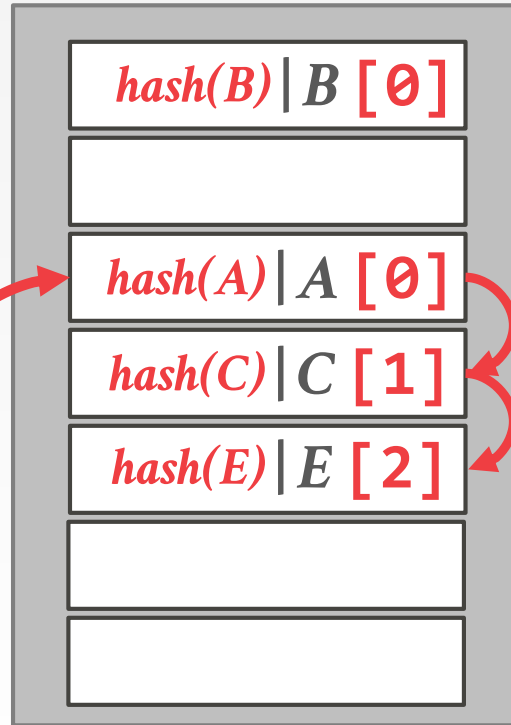 hash(B) | B [0]
hash(A) | A [0]
hash(C) | C [1]
hash(E) | E [2]